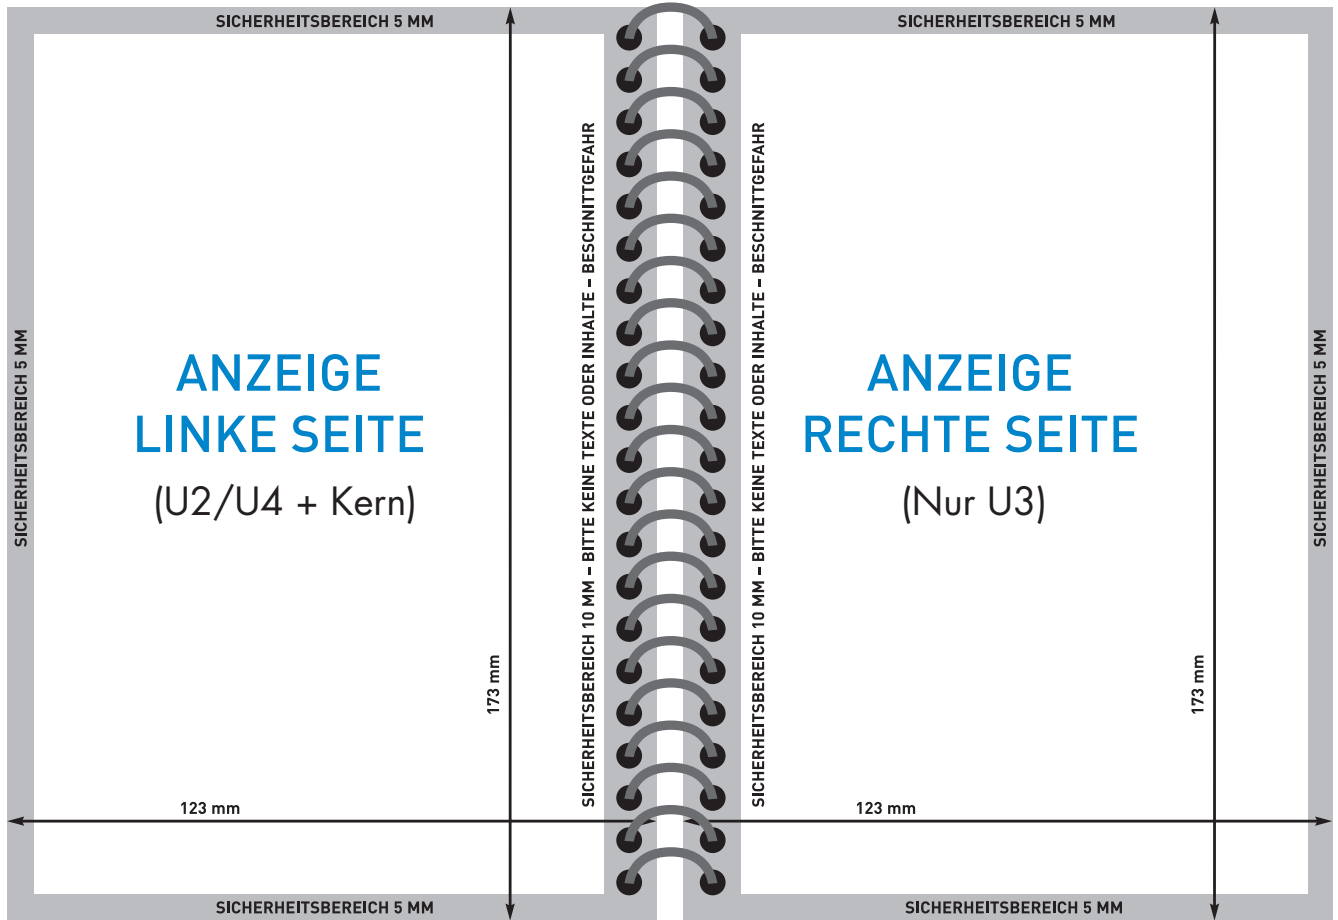 SICHERHEITSBEREICH 5 MM
SICHERHEITSBEREICH 5 MM
SICHERHEITSBEREICH 5 MM
ANZEIGE
LINKE SEITE
(U2/U4 + Kern)
173 mm
123 mm
SICHERHEITSBEREICH 10 MM – BITTE KEINE TEXTE ODER INHALTE – BESCHNITTGEFAHR
SICHERHEITSBEREICH 10 MM – BITTE KEINE TEXTE ODER INHALTE – BESCHNITTGEFAHR
ANZEIGE
RECHTE SEITE
(Nur U3)
173 mm
123 mm
SICHERHEITSBEREICH 5 MM
SICHERHEITSBEREICH 5 MM
SICHERHEITSBEREICH 5 MM